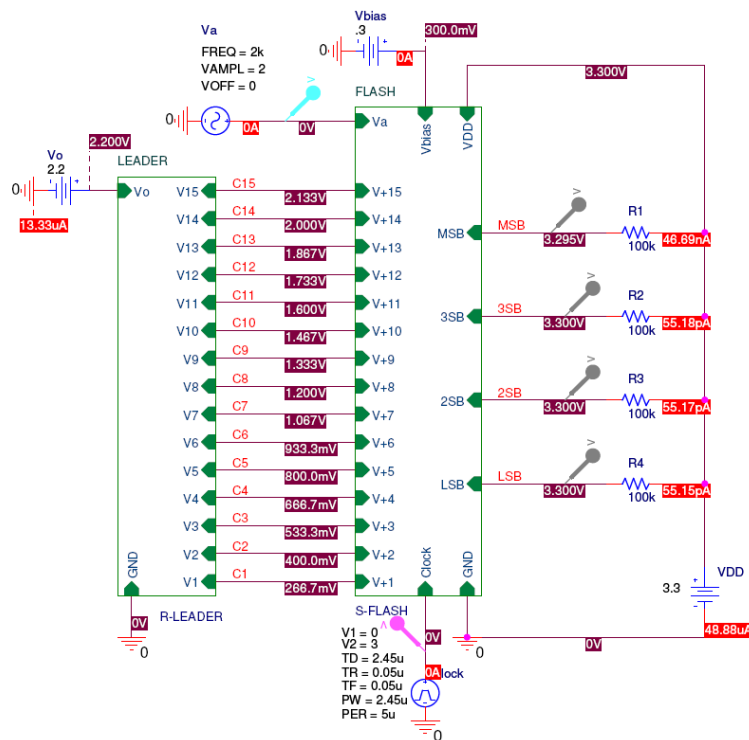 Va
FREQ = 2k
VAMPL = 2
VOFF = 0
0
0A
0V
V
Vbias
.3
0
0A
300.0mV
3.300V
FLASH
Va
Vbias
VDD
2.200V
Vo
2.2
0
13.33uA
LEADER
Vo
V15 C15 2.133V V+15
V14 C14 2.000V V+14
V13 C13 1.867V V+13
V12 C12 1.733V V+12
V11 C11 1.600V V+11
V10 C10 1.467V V+10
V9 C9 1.333V V+9
V8 C8 1.200V V+8
V7 C7 1.067V V+7
V6 C6 933.3mV V+6
V5 C5 800.0mV V+5
V4 C4 666.7mV V+4
V3 C3 533.3mV V+3
V2 C2 400.0mV V+2
V1 C1 266.7mV V+1
GND
0V
0
R-LEADER
MSB MSB 3.295V V R1 100k 46.69nA
3SB 3SB 3.300V V R2 100k 55.18pA
2SB 2SB 3.300V V R3 100k 55.17pA
LSB LSB 3.300V V R4 100k 55.15pA
Clock
GND
S-FLASH
V1 = 0
V2 = 3
TD = 2.45u
TR = 0.05u
TF = 0.05u
PW = 2.45u
PER = 5u
V
0V
0A
lock
0
0
0V
VDD
3.3
48.88uA